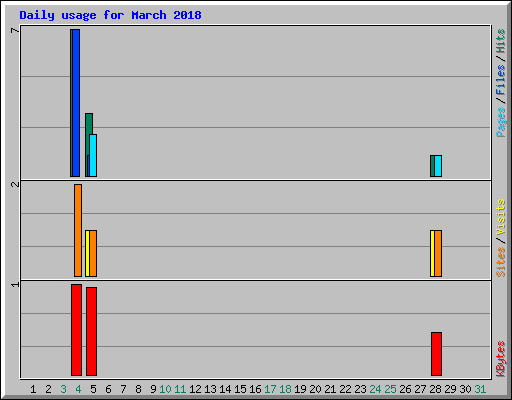 Daily usage for March 2018
7
2
1
Pages/Files/Hits
Sites/Visits
KBytes
1 2 3 4 5 6 7 8 9 10 11 12 13 14 15 16 17 18 19 20 21 22 23 24 25 26 27 28 29 30 31